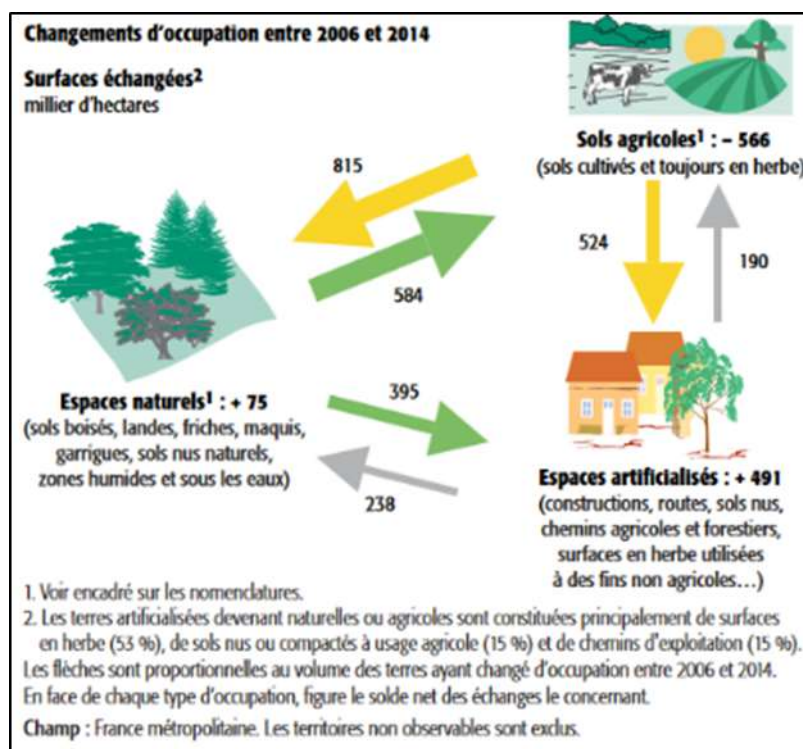 Changements d'occupation entre 2006 et 2014
Surfaces échangées²
millier d'hectares
Sols agricoles¹ : – 566
(sols cultivés et toujours en herbe)
815
584
524
190
Espaces naturels¹ : + 75
(sols boisés, landes, friches, maquis,
garrigues, sols nus naturels,
zones humides et sous les eaux)
395
238
Espaces artificialisés : + 491
(constructions, routes, sols nus,
chemins agricoles et forestiers,
surfaces en herbe utilisées
à des fins non agricoles...)
1. Voir encadré sur les nomenclatures.
2. Les terres artificialisées devenant naturelles ou agricoles sont constituées principalement de surfaces
en herbe (53 %), de sols nus ou compactés à usage agricole (15 %) et de chemins d'exploitation (15 %).
Les flèches sont proportionnelles au volume des terres ayant changé d'occupation entre 2006 et 2014.
En face de chaque type d'occupation, figure le solde net des échanges le concernant.
Champ : France métropolitaine. Les territoires non observables sont exclus.